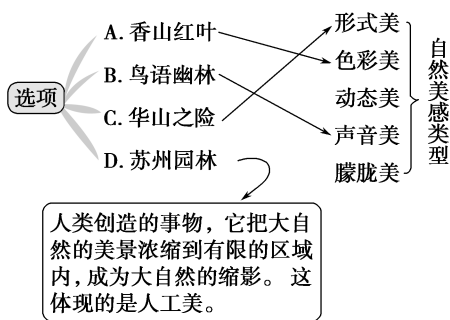 选项
A. 香山红叶
B. 鸟语幽林
C. 华山之险
D. 苏州园林
形式美
色彩美
动态美
声音美
朦胧美
自然美感类型
人类创造的事物，它把大自
然的美景浓缩到有限的区域
内，成为大自然的缩影。 这
体现的是人工美。